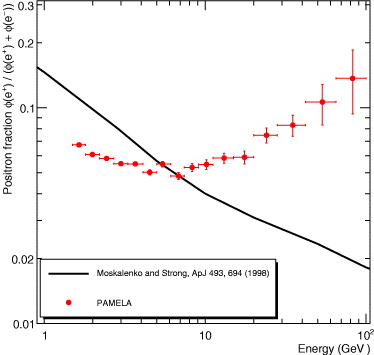 0.3
0.2
0.1
0.02
0.01
Positron fraction ϕ(e⁺) / (ϕ(e⁺) + ϕ(e⁻))
Moskalenko and Strong, ApJ 493, 694 (1998)
PAMELA
1
10
10²
Energy (GeV)